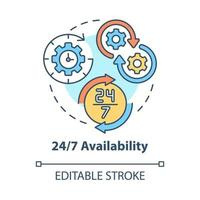 24
7
24/7 Availability
EDITABLE STROKE